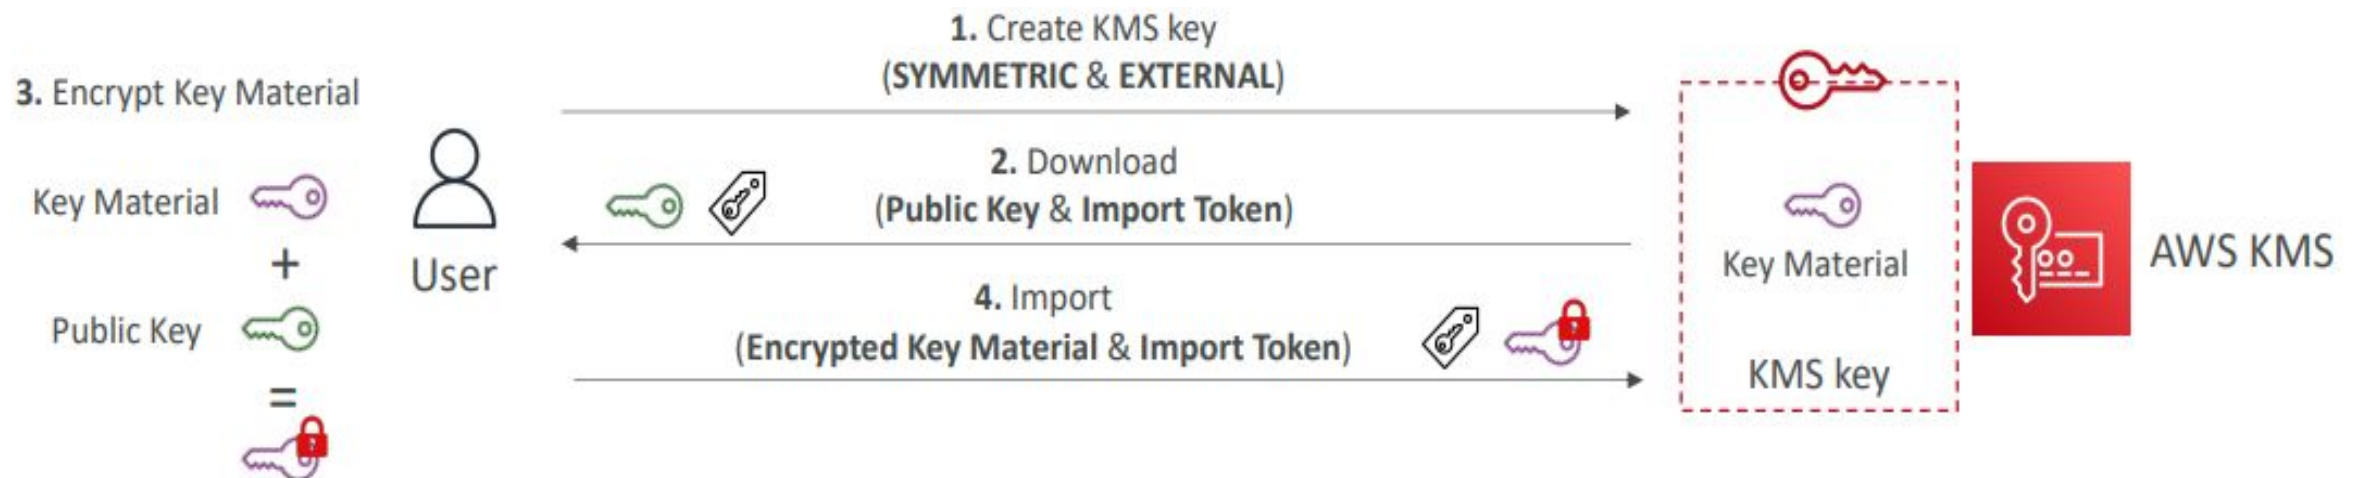 1. Create KMS key
(SYMMETRIC & EXTERNAL)
3. Encrypt Key Material
2. Download
(Public Key & Import Token)
Key Material
+
User
Public Key
=
4. Import
(Encrypted Key Material & Import Token)
Key Material
KMS key
AWS KMS